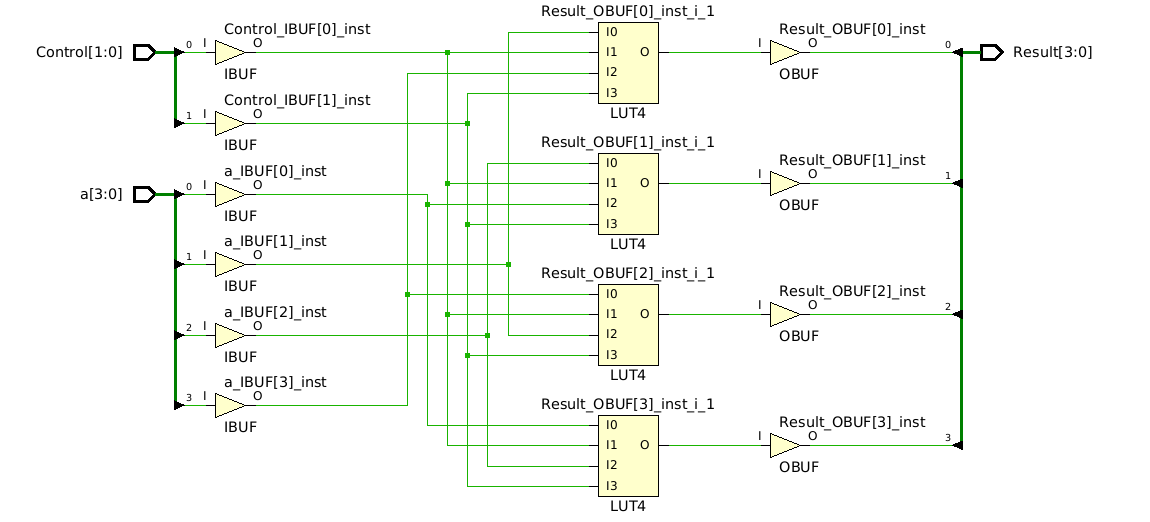 Control[1:0]
0
I
Control_IBUF[0]_inst
O
IBUF
1
I
Control_IBUF[1]_inst
O
IBUF
a[3:0]
0
I
a_IBUF[0]_inst
O
IBUF
1
I
a_IBUF[1]_inst
O
IBUF
2
I
a_IBUF[2]_inst
O
IBUF
3
I
a_IBUF[3]_inst
O
IBUF
Result_OBUF[0]_inst_i_1
I0
I1
I2
I3
O
LUT4
Result_OBUF[1]_inst_i_1
I0
I1
I2
I3
O
LUT4
Result_OBUF[2]_inst_i_1
I0
I1
I2
I3
O
LUT4
Result_OBUF[3]_inst_i_1
I0
I1
I2
I3
O
LUT4
Result_OBUF[0]_inst
I
O
OBUF
0
Result_OBUF[1]_inst
I
O
OBUF
1
Result_OBUF[2]_inst
I
O
OBUF
2
Result_OBUF[3]_inst
I
O
OBUF
3
Result[3:0]